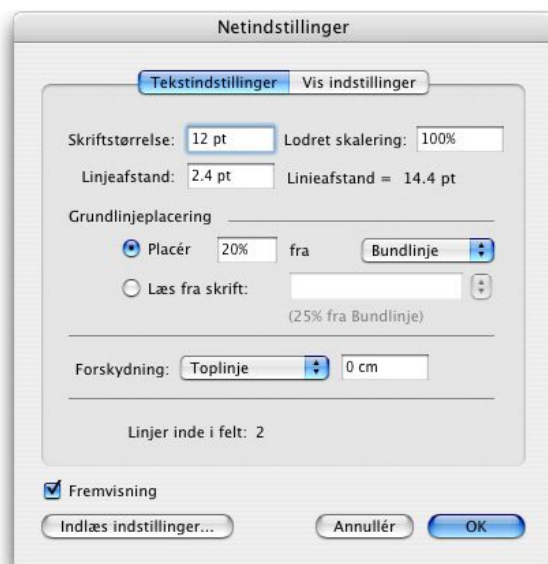 Netindstillinger
Tekstindstillinger Vis indstillinger
Skriftstørrelse: 12 pt Lodret skalering: 100%
Linjeafstand: 2.4 pt Linieafstand = 14.4 pt
Grundlinjeplacering
Placér 20% fra Bundlinje
Læs fra skrift:
(25% fra Bundlinje)
Forskydning: Toplinje 0 cm
Linjer inde i felt: 2
Fremvisning
Indlæs indstillinger... Annullér OK